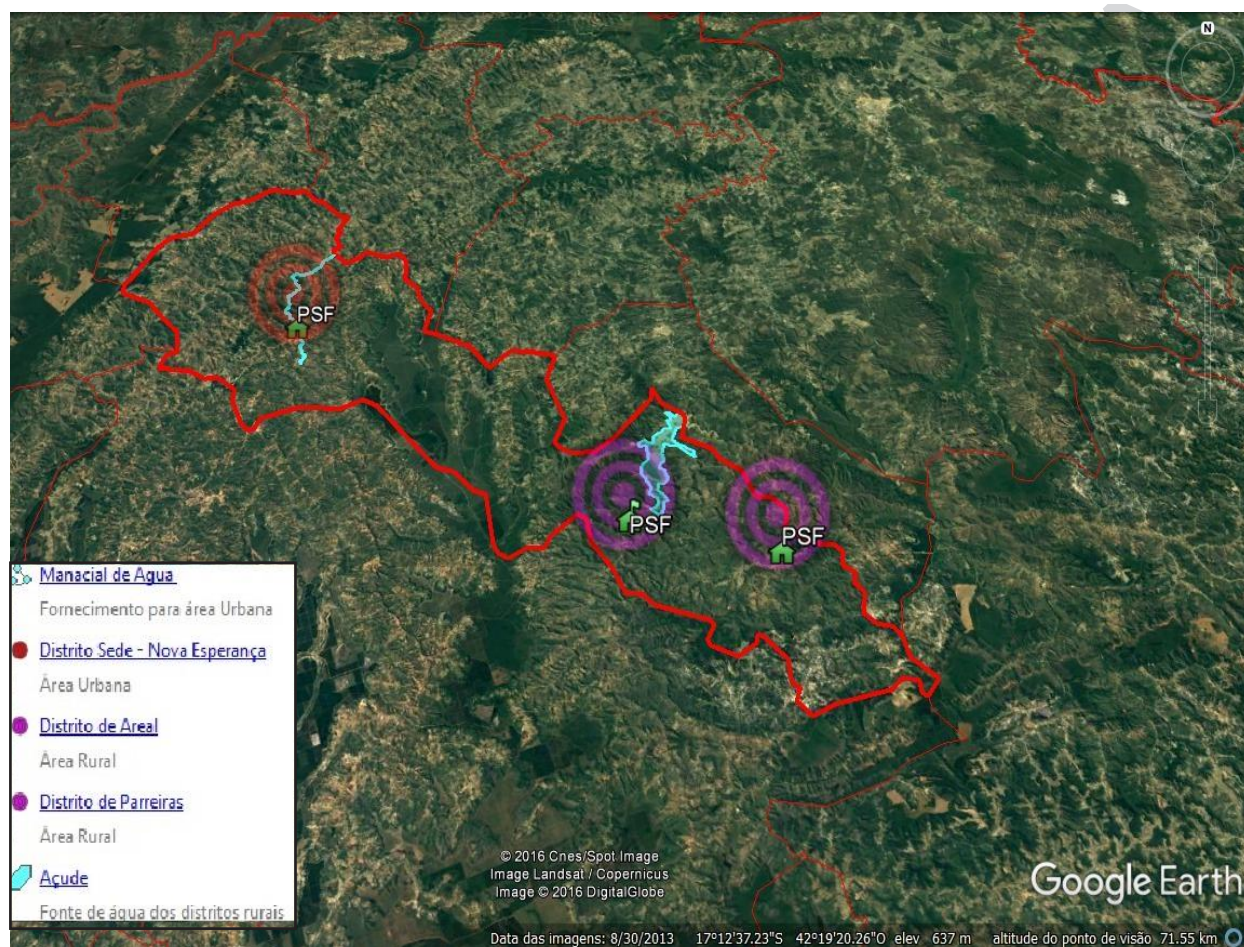 N
PSF
PSF
PSF
Manacial de Agua
Fornecimento para área Urbana
Distrito Sede - Nova Esperança
Área Urbana
Distrito de Areal
Área Rural
Distrito de Parreiras
Área Rural
Açude
Fonte de água dos distritos rurais
© 2016 Cnes/Spot Image
Image Landsat / Copernicus
Image © 2016 DigitalGlobe
Google Earth
Data das imagens: 8/30/2013 17°12'37.23"S 42°19'20.26"O elev 637 m altitude do ponto de visão 71.55 km